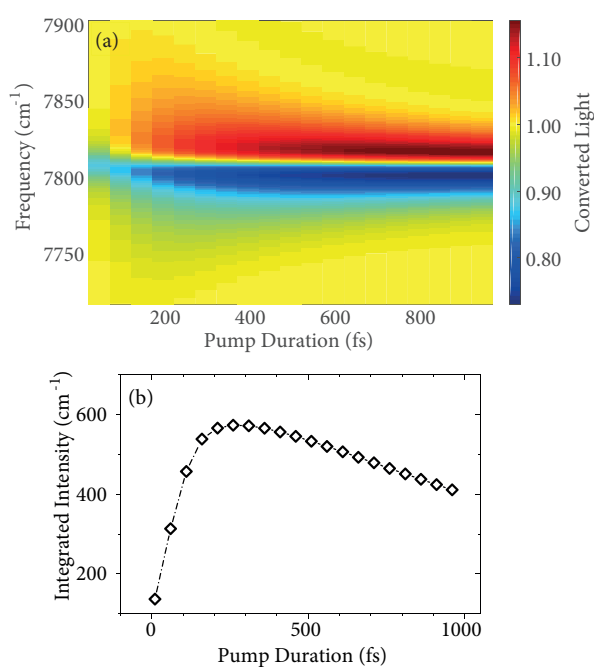 (a)
7900
7850
7800
7750
Frequency (cm⁻¹)
200 400 600 800
Pump Duration (fs)
1.10
1.00
0.90
0.80
Converted Light
(b)
600
400
200
Integrated Intensity (cm⁻¹)
0 500 1000
Pump Duration (fs)